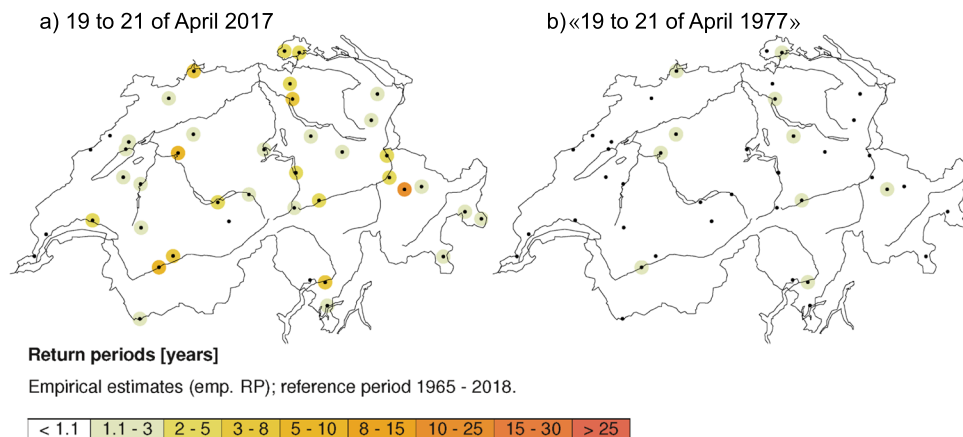 a) 19 to 21 of April 2017
b) «19 to 21 of April 1977»
Return periods [years]
Empirical estimates (emp. RP); reference period 1965 - 2018.
< 1.1 1.1 - 3 2 - 5 3 - 8 5 - 10 8 - 15 10 - 25 15 - 30 > 25